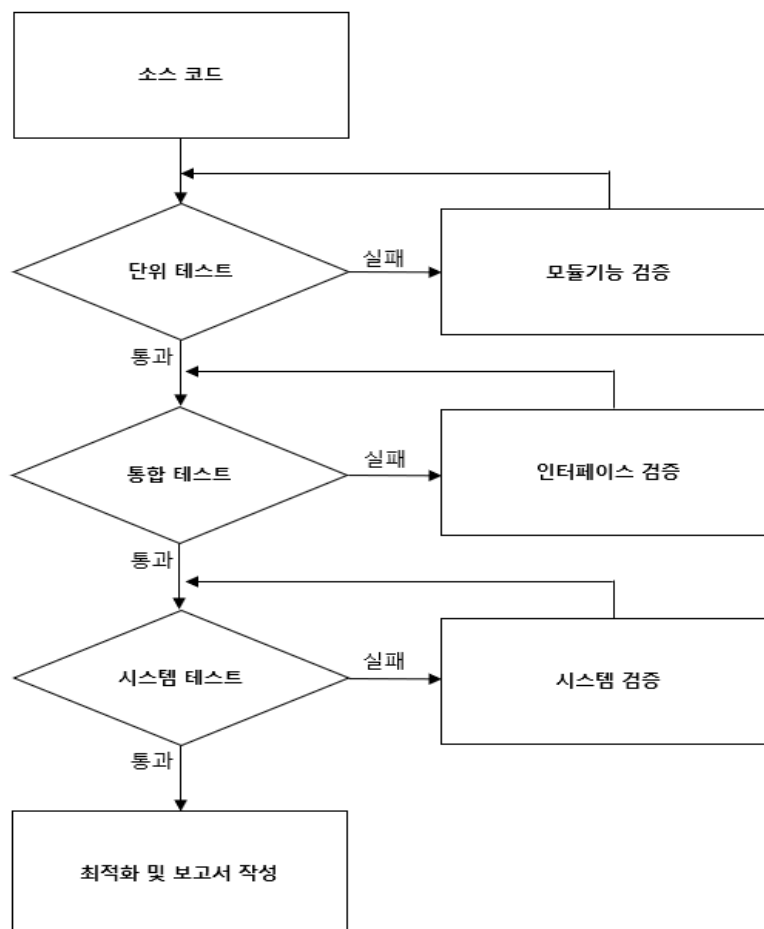 소스 코드
단위 테스트
실패
모듈기능 검증
통과
통합 테스트
실패
인터페이스 검증
통과
시스템 테스트
실패
시스템 검증
통과
최적화 및 보고서 작성